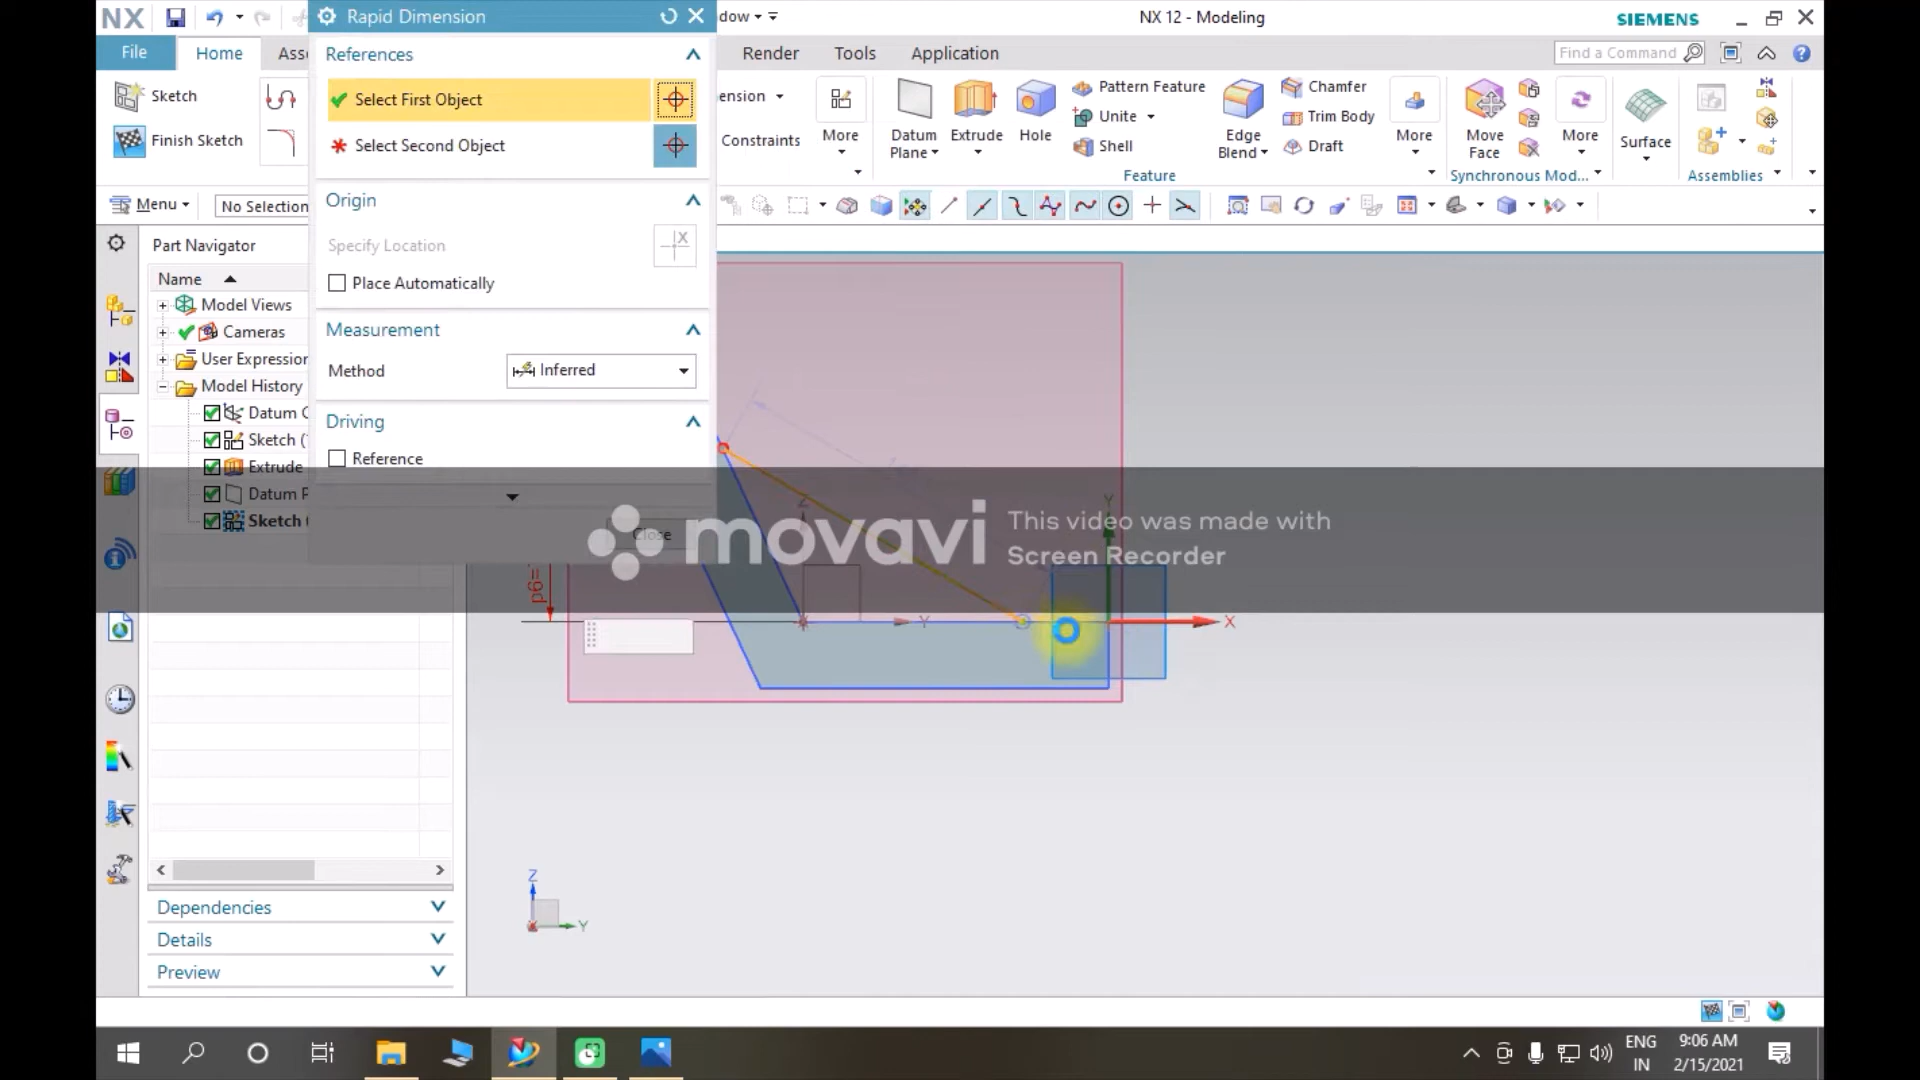 NX
Rapid Dimension
dow
NX 12 - Modeling
SIEMENS
File
Home
Ass
Render
Tools
Application
Find a Command
References
Select First Object
Select Second Object
Sketch
Finish Sketch
ension
Constraints
More
Datum
Plane
Extrude
Hole
Pattern Feature
Unite
Shell
Edge
Blend
Chamfer
Trim Body
Draft
More
Move
Face
More
Surface
Feature
Synchronous Mod...
Assemblies
Menu
No Selection
Origin
Specify Location
Place Automatically
Measurement
Method
Inferred
Driving
Reference
Close
Part Navigator
Name
Model Views
Cameras
User Expression
Model History
Datum C
Sketch (
Extrude
Datum P
Sketch (
movavi
This video was made with
Screen Recorder
p6=
Z
Y
Y
X
Z
Y
Dependencies
Details
Preview
ENG
IN
9:06 AM
2/15/2021